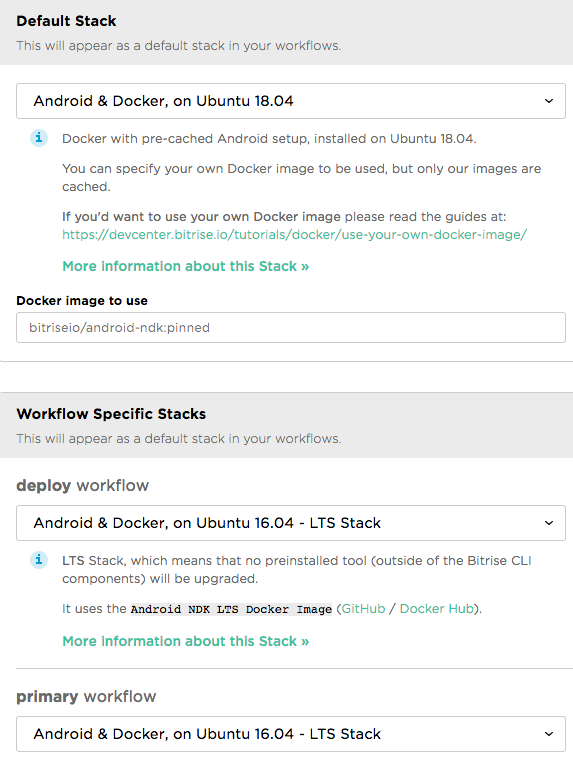 Default Stack
This will appear as a default stack in your workflows.
Android & Docker, on Ubuntu 18.04
Docker with pre-cached Android setup, installed on Ubuntu 18.04.
You can specify your own Docker image to be used, but only our images are
cached.
If you'd want to use your own Docker image please read the guides at:
https://devcenter.bitrise.io/tutorials/docker/use-your-own-docker-image/
More information about this Stack »
Docker image to use
bitriseio/android-ndk:pinned
Workflow Specific Stacks
This will appear as a default stack in your workflows.
deploy workflow
Android & Docker, on Ubuntu 16.04 - LTS Stack
LTS Stack, which means that no preinstalled tool (outside of the Bitrise CLI
components) will be upgraded.
It uses the Android NDK LTS Docker Image (GitHub / Docker Hub).
More information about this Stack »
primary workflow
Android & Docker, on Ubuntu 16.04 - LTS Stack